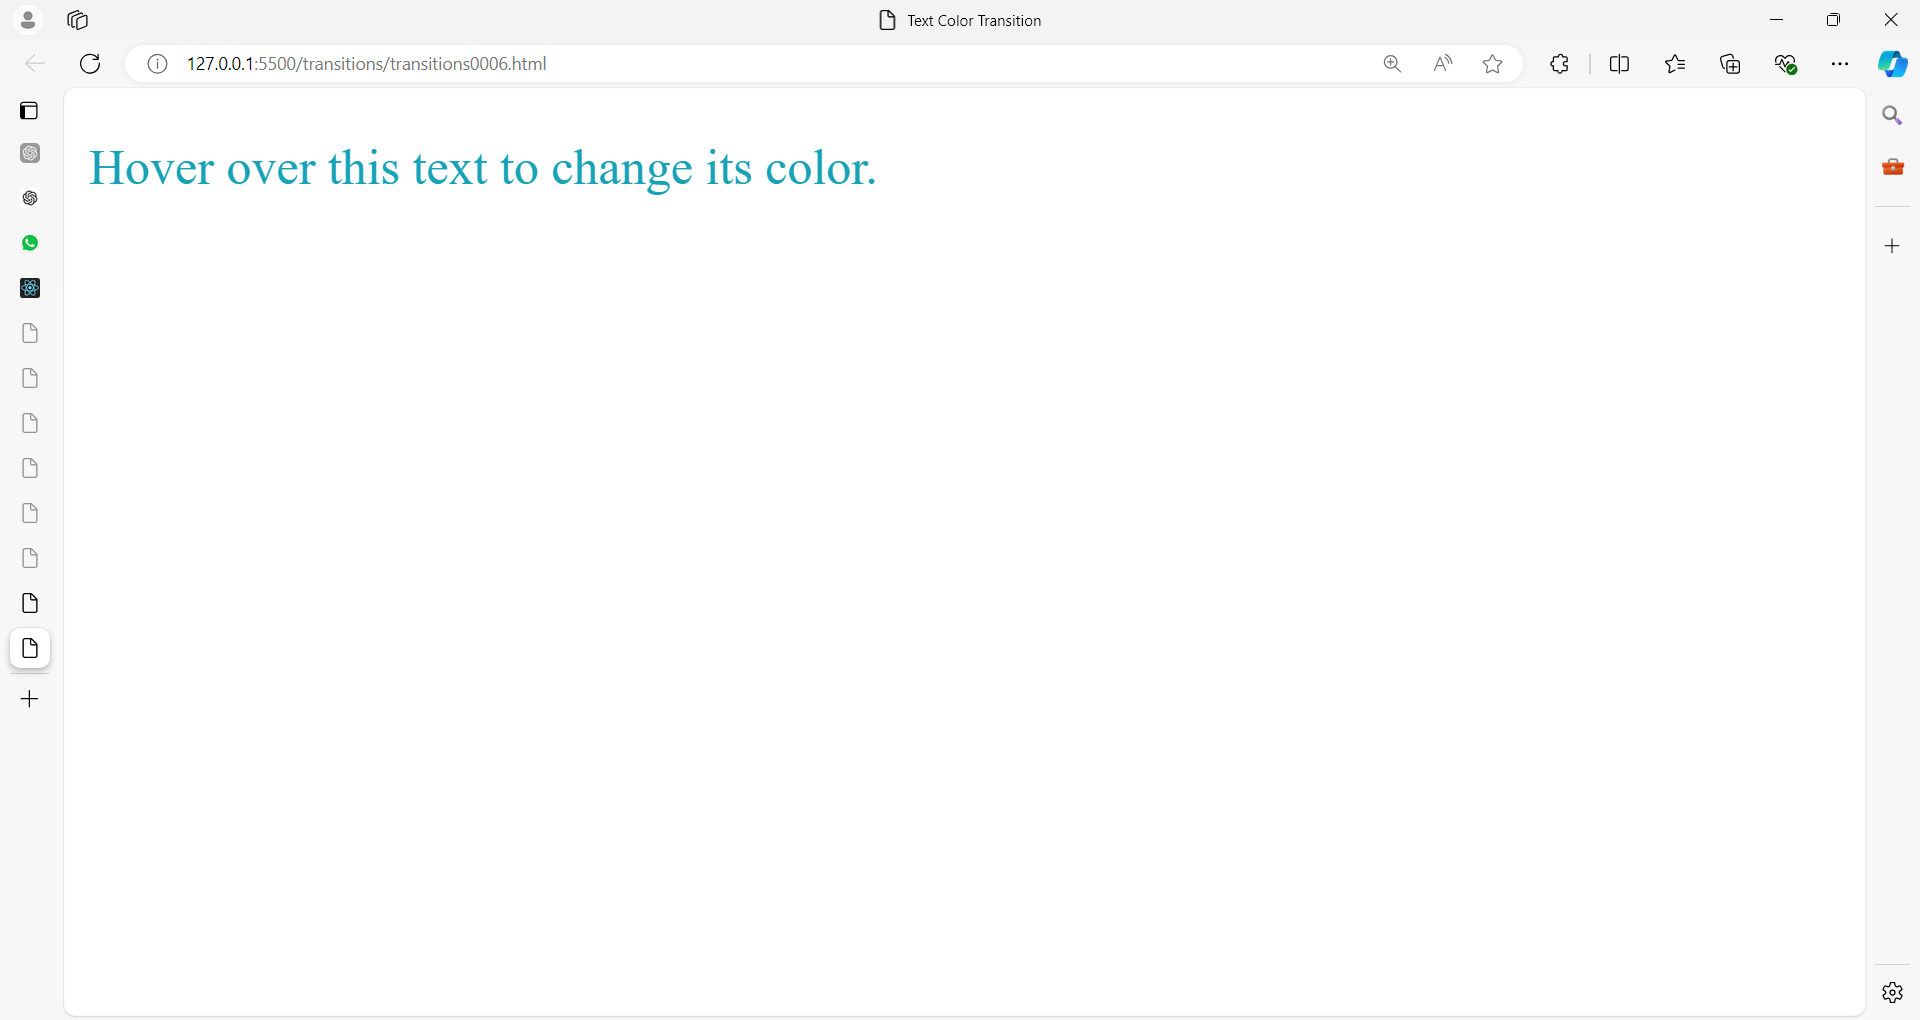 Text Color Transition
127.0.0.1:5500/transitions/transitions0006.html
Hover over this text to change its color.